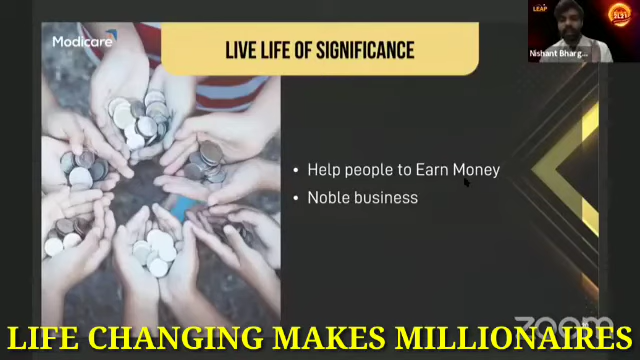 Modicare
LIVE LIFE OF SIGNIFICANCE
LEAP
Nishant Bharg...
• Help people to Earn Money
• Noble business
zoom
LIFE CHANGING MAKES MILLIONAIRES